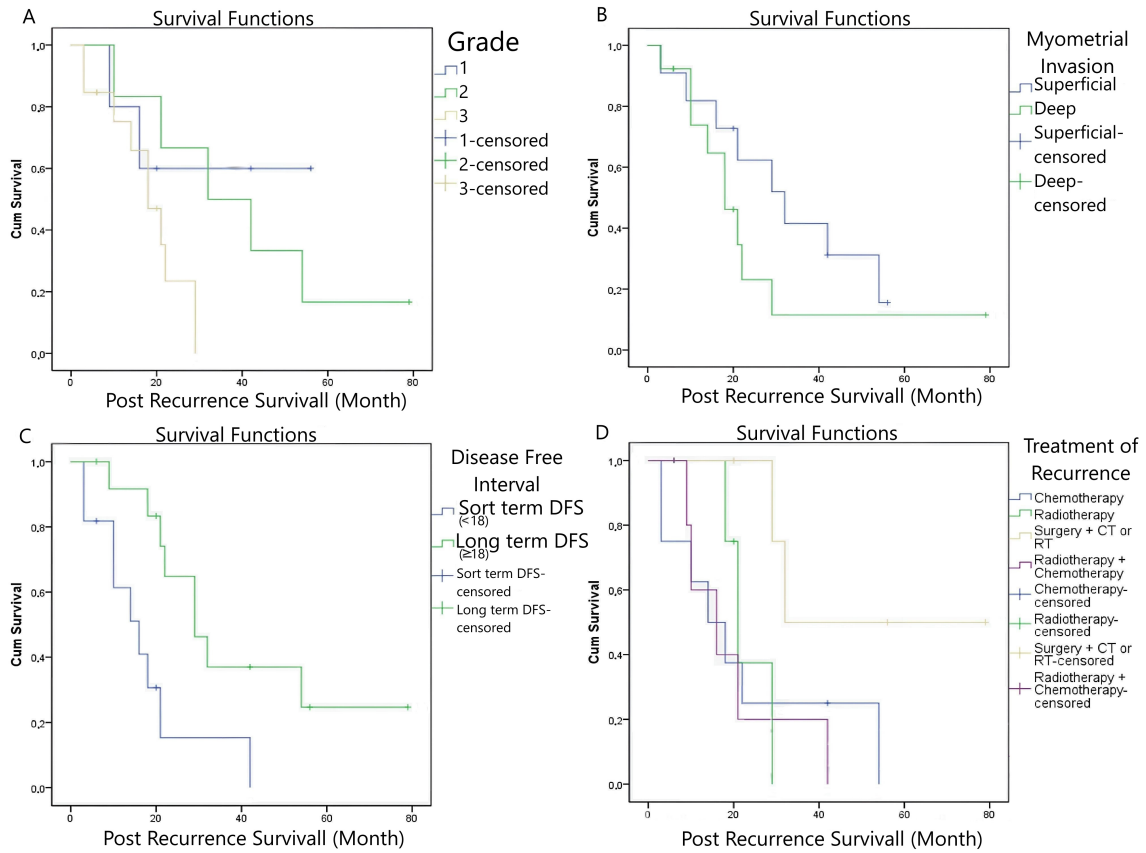 A
Survival Functions
Grade
1
2
3
1-censored
2-censored
3-censored
Cum Survival
1,0
0,8
0,6
0,4
0,2
0,0
0
20
40
60
80
Post Recurrence Survivall (Month)
B
Survival Functions
Myometrial
Invasion
Superficial
Deep
Superficial-
censored
Deep-
censored
Cum Survival
1,0
0,8
0,6
0,4
0,2
0,0
0
20
40
60
80
Post Recurrence Survivall (Month)
C
Survival Functions
Disease Free
Interval
Sort term DFS
(<18)
Long term DFS
(≥18)
Sort term DFS-
censored
Long term DFS-
censored
Cum Survival
1,0
0,8
0,6
0,4
0,2
0,0
0
20
40
60
80
Post Recurrence Survivall (Month)
D
Survival Functions
Treatment of
Recurrence
Chemotherapy
Radiotherapy
Surgery + CT or
RT
Radiotherapy +
Chemotherapy
Chemotherapy-
censored
Radiotherapy-
censored
Surgery + CT or
RT-censored
Radiotherapy +
Chemotherapy-
censored
Cum Survival
1,0
0,8
0,6
0,4
0,2
0,0
0
20
40
60
80
Post Recurrence Survivall (Month)